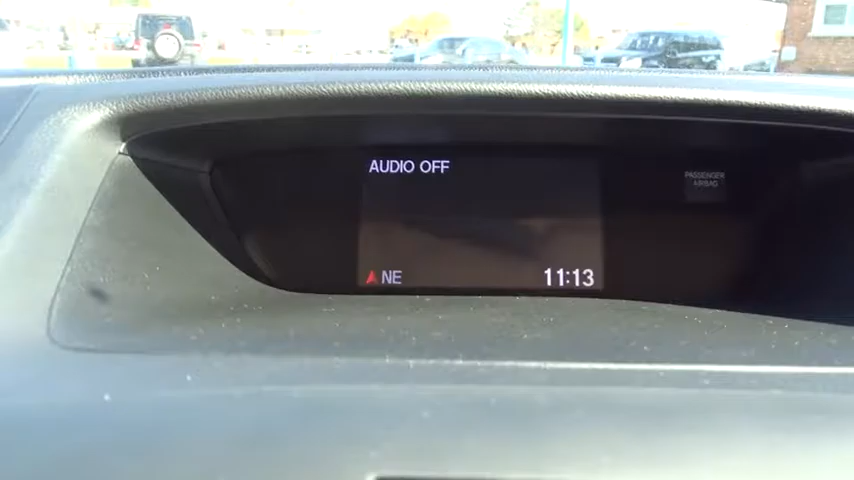 AUDIO OFF
PASSENGER
AIRBAG
NE
11:13